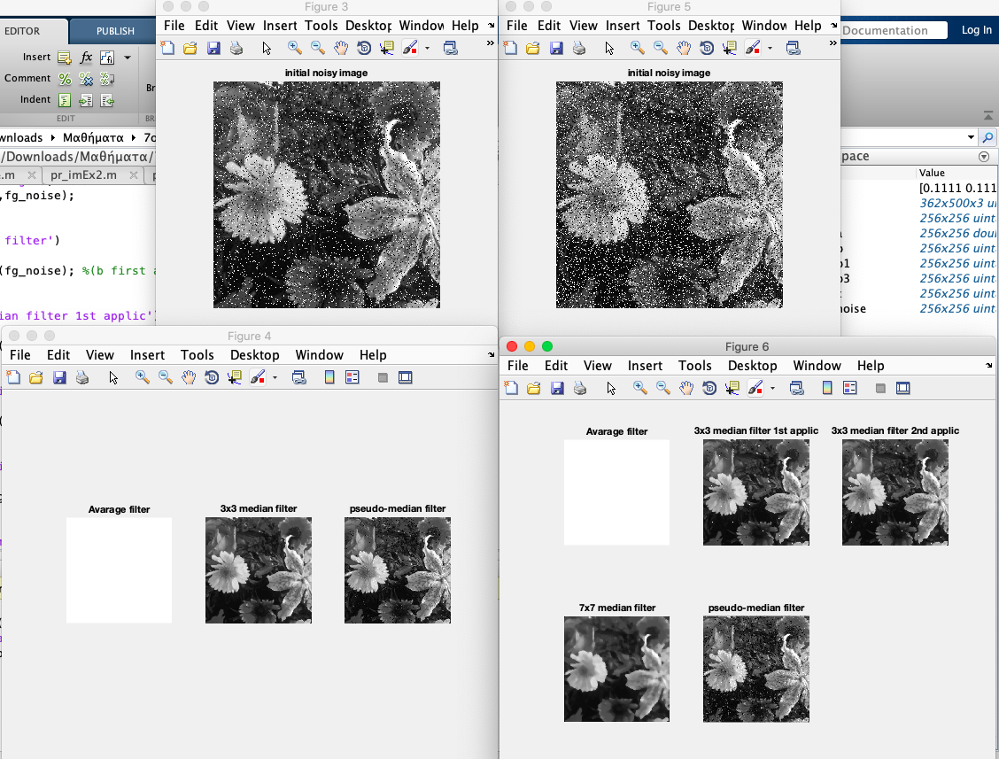 EDITOR PUBLISH
Insert fx
Comment
Indent
EDIT
Figure 3
File Edit View Insert Tools Desktop Window Help
initial noisy image
Figure 5
File Edit View Insert Tools Desktop Window Help
initial noisy image
Documentation Log In
wnloads Μαθήματα
/Downloads/Μαθήματα/
.m pr_imEx2.m
,fg_noise);
filter')
(fg_noise); %(b first a
ian filter 1st applic'
pace
Value
[0.1111 0.111
362x500x3 ui
256x256 uint
256x256 doul
256x256 uint
o1 256x256 uint
o3 256x256 uint
256x256 uint
noise 256x256 uint
Figure 4
File Edit View Insert Tools Desktop Window Help
Avarage filter 3x3 median filter pseudo-median filter
Figure 6
File Edit View Insert Tools Desktop Window Help
Avarage filter 3x3 median filter 1st applic 3x3 median filter 2nd applic
7x7 median filter pseudo-median filter